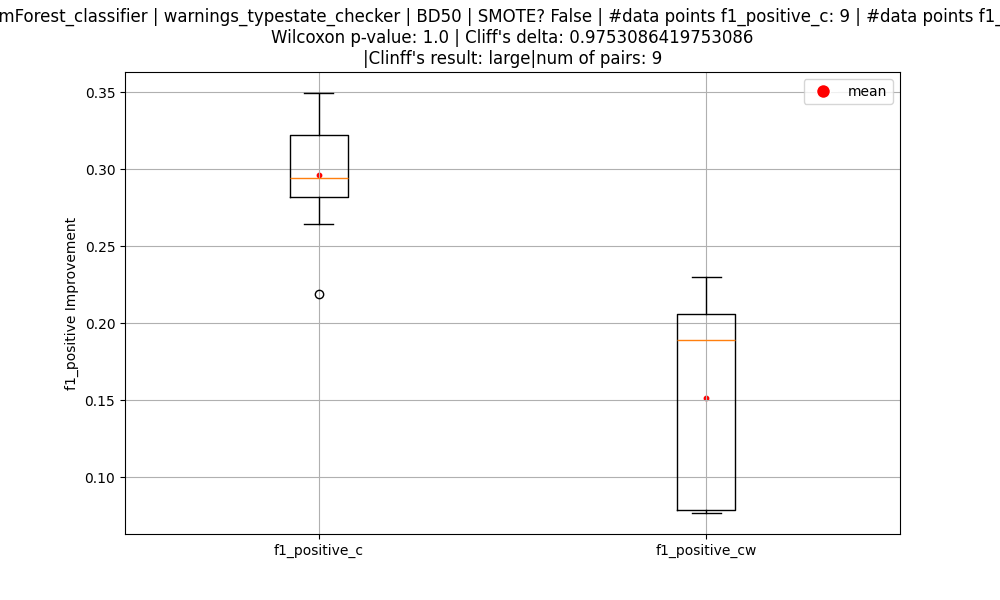 mForest_classifier | warnings_typestate_checker | BD50 | SMOTE? False | #data points f1_positive_c: 9 | #data points f1_
Wilcoxon p-value: 1.0 | Cliff's delta: 0.9753086419753086
|Clinff's result: large|num of pairs: 9
mean
0.35
0.30
0.25
0.20
0.15
0.10
f1_positive Improvement
f1_positive_c
f1_positive_cw